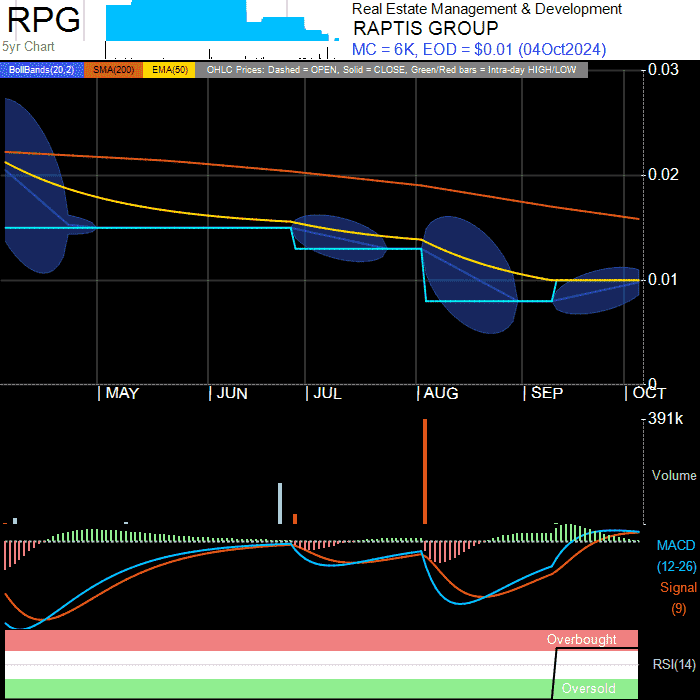 RPG
5yr Chart
Real Estate Management & Development
RAPTIS GROUP
MC = 6K, EOD = $0.01 (04Oct2024)
BollBands(20,2) SMA(200) EMA(50) OHLC Prices: Dashed = OPEN, Solid = CLOSE, Green/Red bars = Intra-day HIGH/LOW
0.03
0.02
0.01
0
MAY JUN JUL AUG SEP OCT
391k
Volume
MACD
(12-26)
Signal
(9)
Overbought
RSI(14)
Oversold